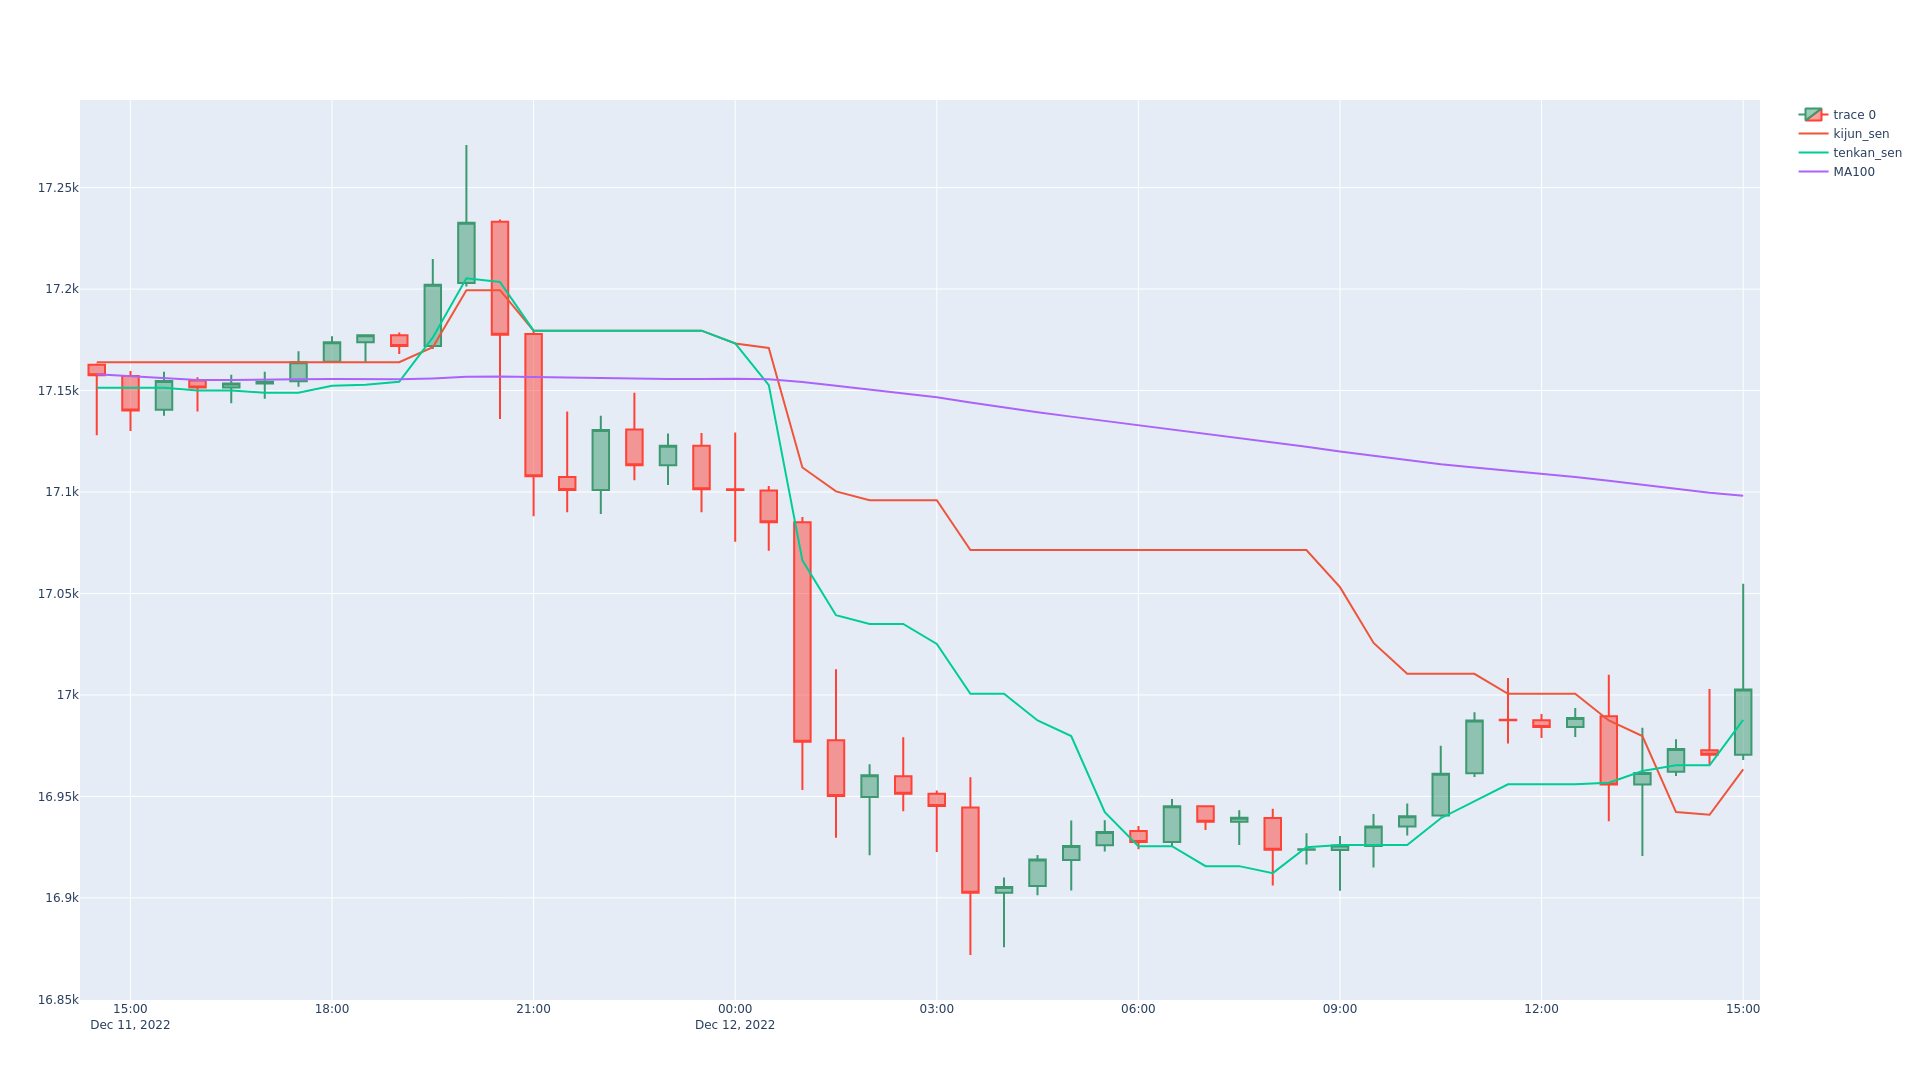 trace 0
kijun_sen
tenkan_sen
MA100
17.25k
17.2k
17.15k
17.1k
17.05k
17k
16.95k
16.9k
16.85k
15:00 18:00 21:00 00:00 03:00 06:00 09:00 12:00 15:00
Dec 11, 2022 Dec 12, 2022